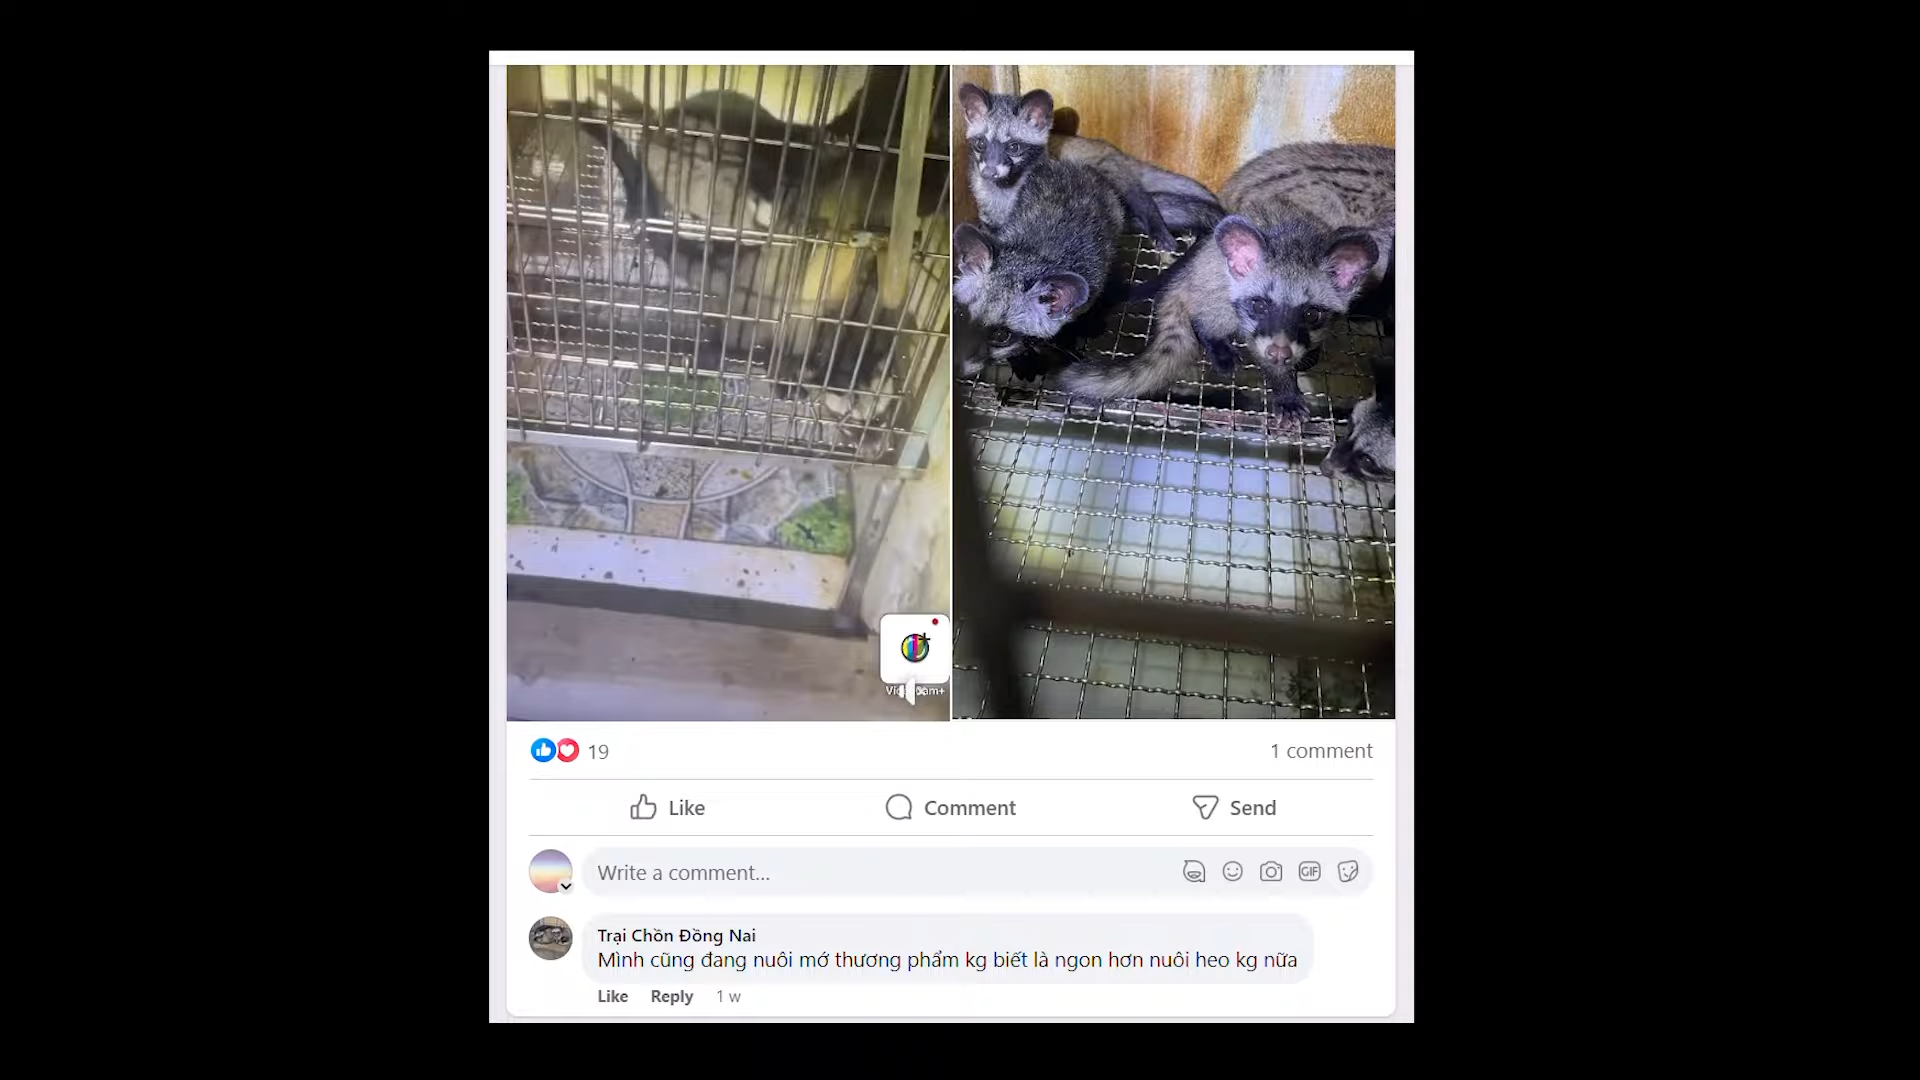 19
1 comment
Like
Comment
Send
Write a comment...
GIF
Trại Chồn Đồng Nai
Mình cũng đang nuôi mớ thương phẩm kg biết là ngon hơn nuôi heo kg nữa
Like Reply 1 w